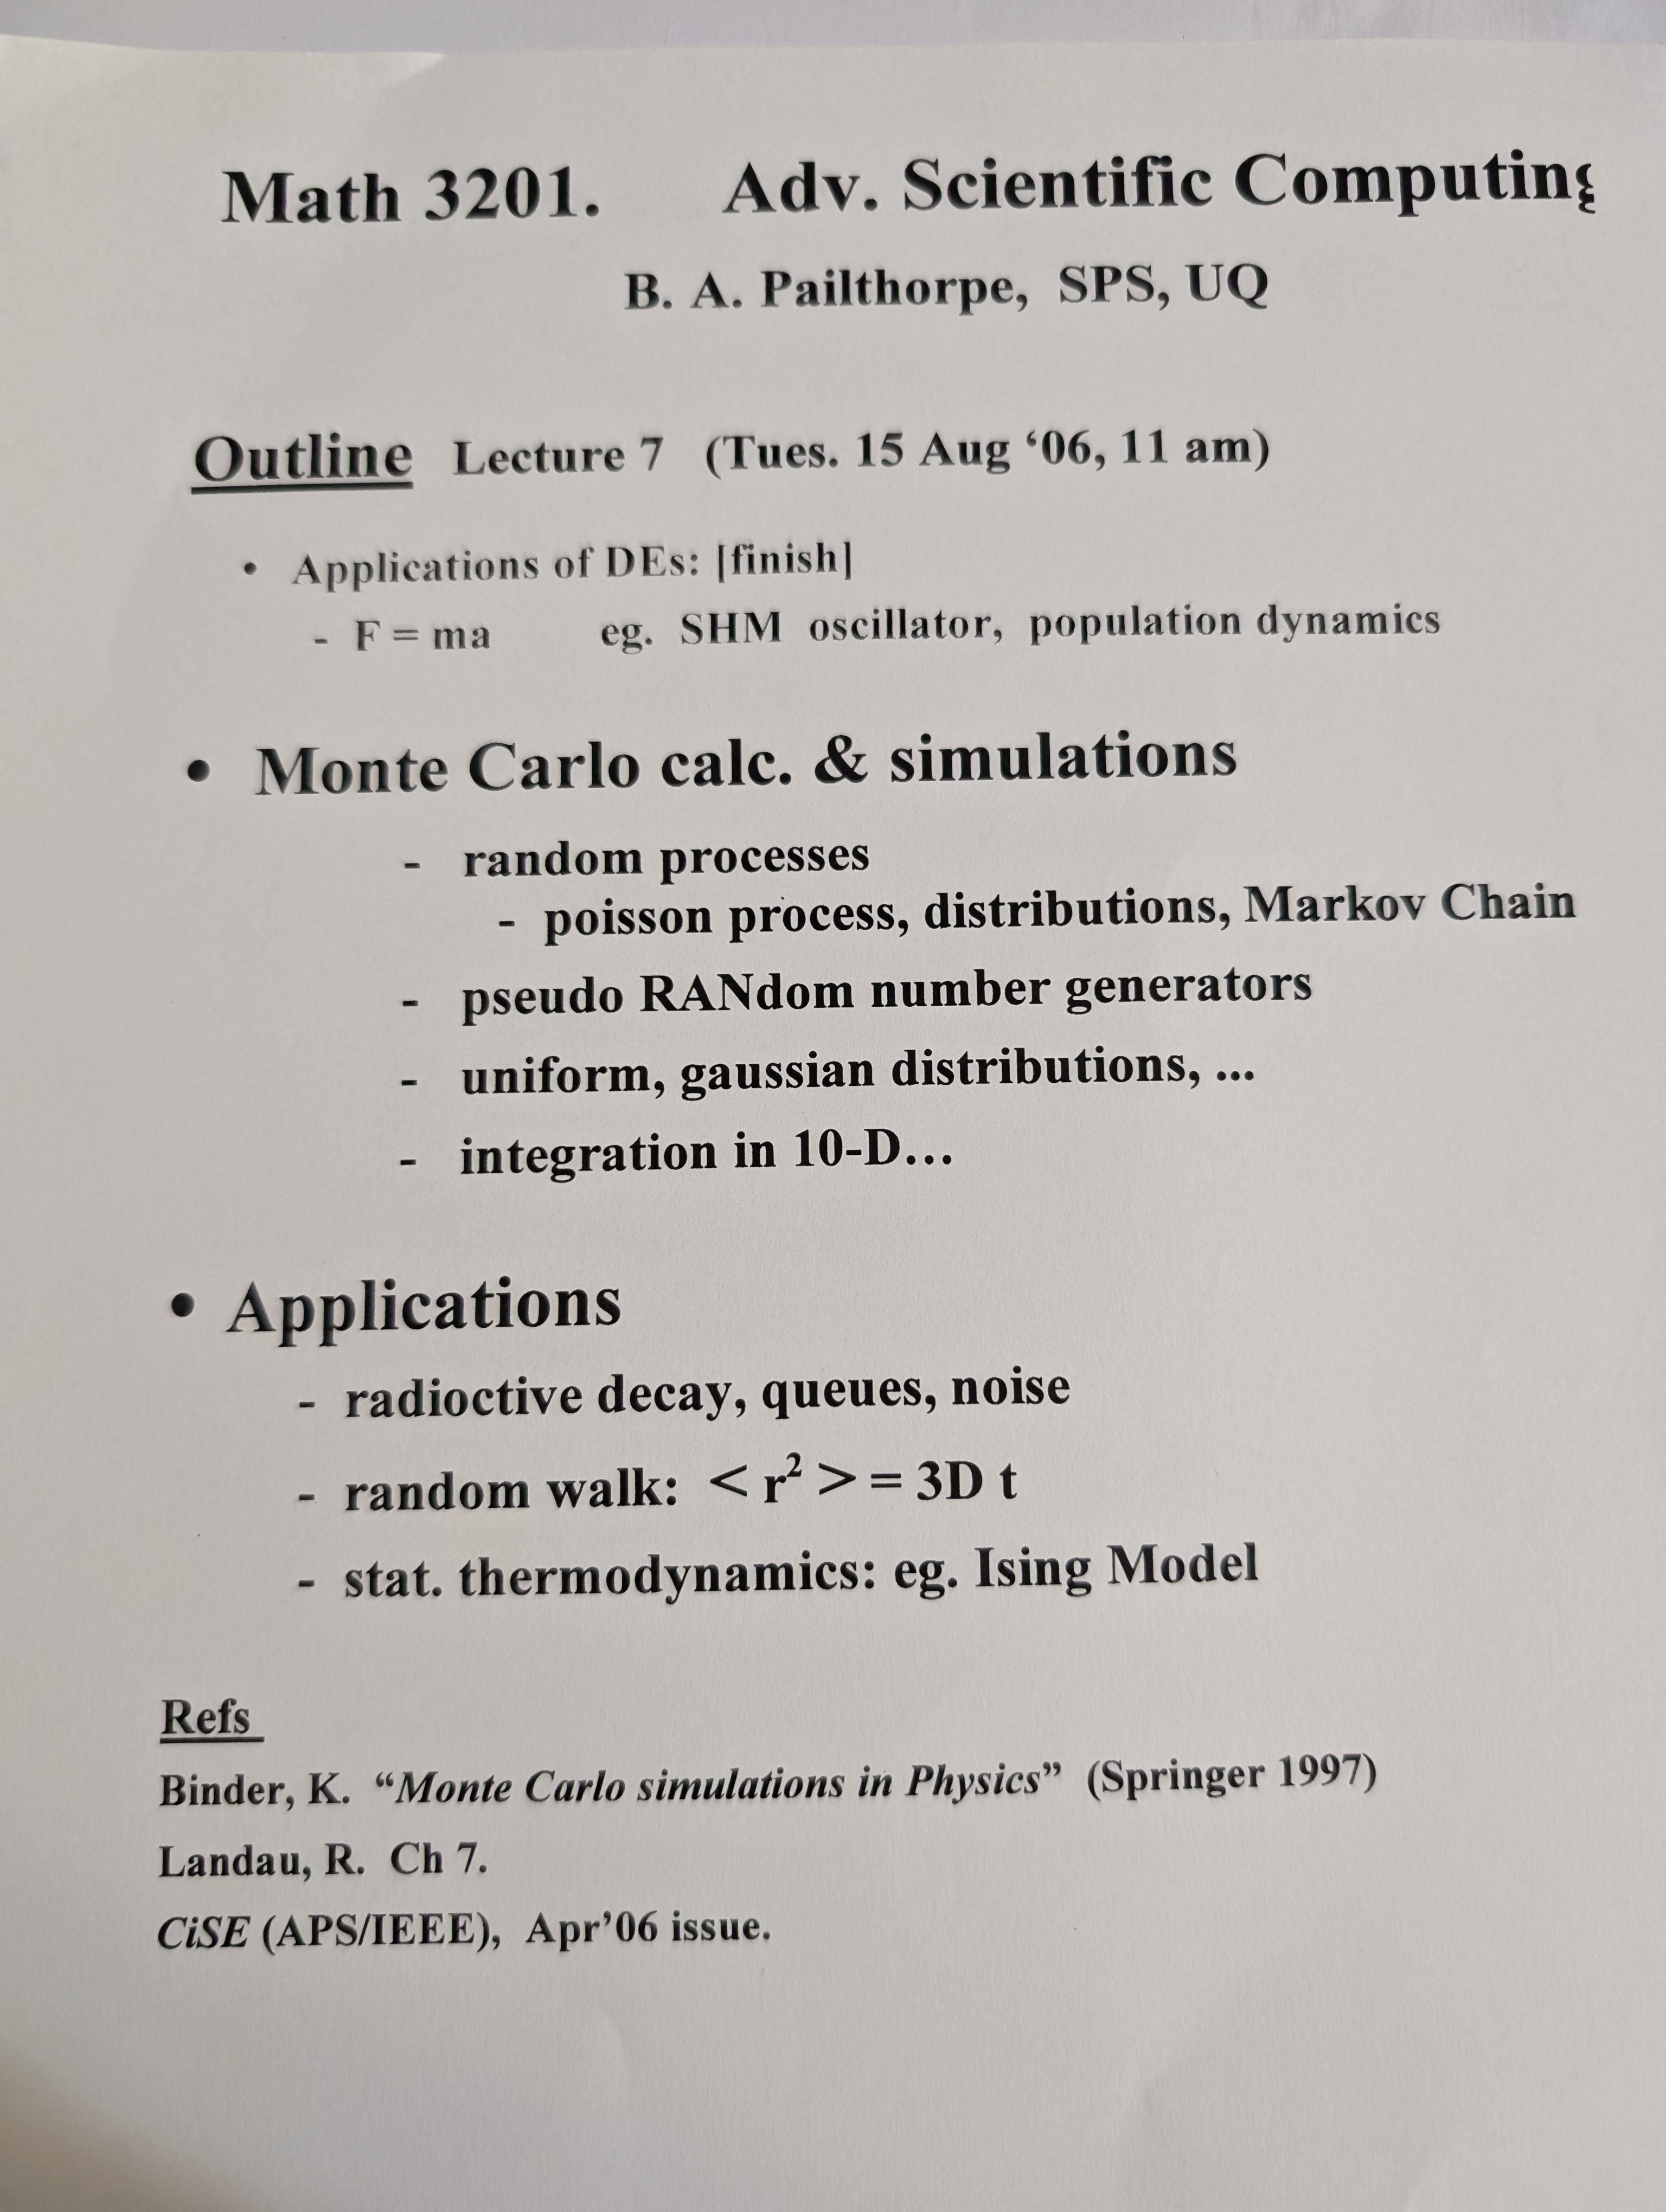 Math 3201. Adv. Scientific Computing
B. A. Pailthorpe, SPS, UQ
Outline Lecture 7 (Tues. 15 Aug ‘06, 11 am)
• Applications of DEs: [finish]
- F = ma eg. SHM oscillator, population dynamics
• Monte Carlo calc. & simulations
- random processes
- poisson process, distributions, Markov Chain
- pseudo RANdom number generators
- uniform, gaussian distributions, ...
- integration in 10-D…
• Applications
- radioctive decay, queues, noise
- random walk: < r² > = 3D t
- stat. thermodynamics: eg. Ising Model
Refs
Binder, K. “Monte Carlo simulations in Physics” (Springer 1997)
Landau, R. Ch 7.
CiSE (APS/IEEE), Apr’06 issue.